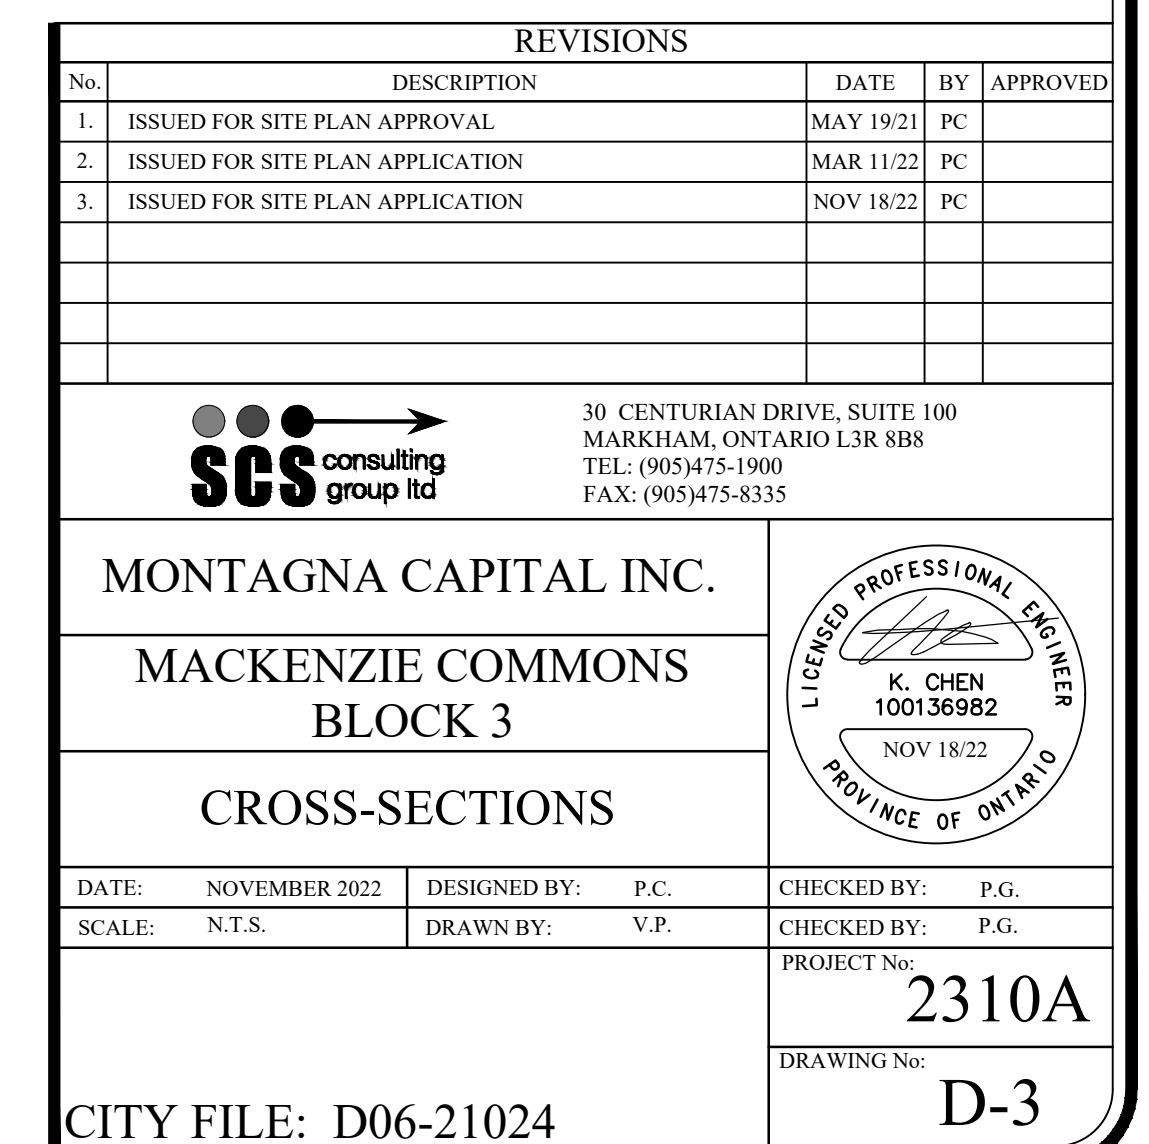 REVISIONS
No. DESCRIPTION DATE BY APPROVED
1. ISSUED FOR SITE PLAN APPROVAL MAY 19/21 PC
2. ISSUED FOR SITE PLAN APPLICATION MAR 11/22 PC
3. ISSUED FOR SITE PLAN APPLICATION NOV 18/22 PC
SCS consulting
group ltd
30 CENTURIAN DRIVE, SUITE 100
MARKHAM, ONTARIO L3R 8B8
TEL: (905)475-1900
FAX: (905)475-8335
MONTAGNA CAPITAL INC.
MACKENZIE COMMONS
BLOCK 3
CROSS-SECTIONS
LICENSED PROFESSIONAL ENGINEER
K. CHEN
100136982
NOV 18/22
PROVINCE OF ONTARIO
DATE: NOVEMBER 2022 DESIGNED BY: P.C. CHECKED BY: P.G.
SCALE: N.T.S. DRAWN BY: V.P. CHECKED BY: P.G.
PROJECT No:
2310A
DRAWING No:
D-3
CITY FILE: D06-21024